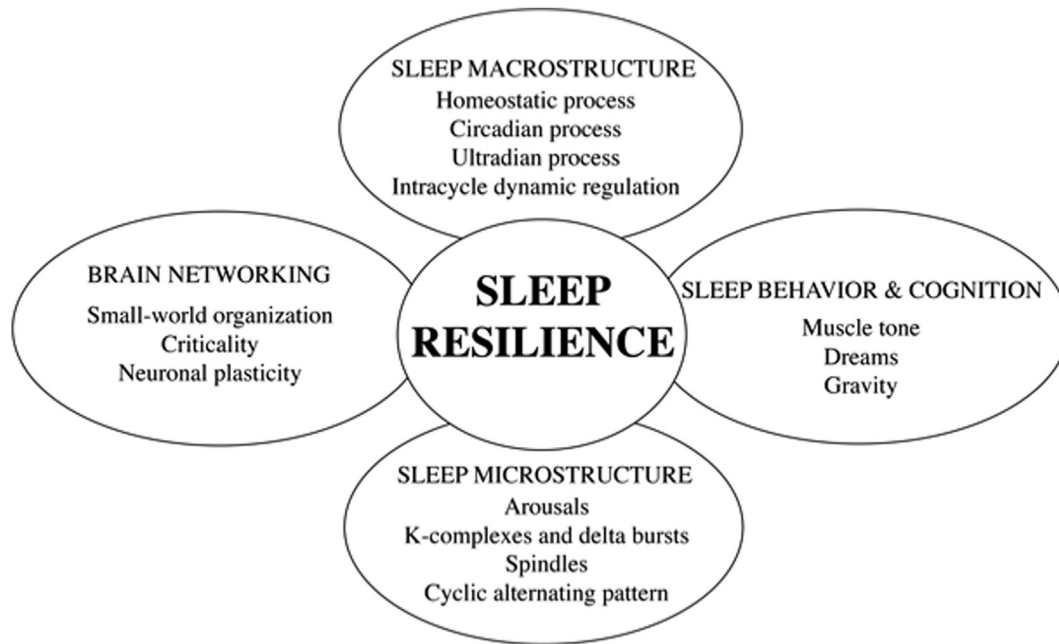 SLEEP MACROSTRUCTURE
Homeostatic process
Circadian process
Ultradian process
Intracycle dynamic regulation
BRAIN NETWORKING
Small-world organization
Criticality
Neuronal plasticity
SLEEP
RESILIENCE
SLEEP BEHAVIOR & COGNITION
Muscle tone
Dreams
Gravity
SLEEP MICROSTRUCTURE
Arousals
K-complexes and delta bursts
Spindles
Cyclic alternating pattern